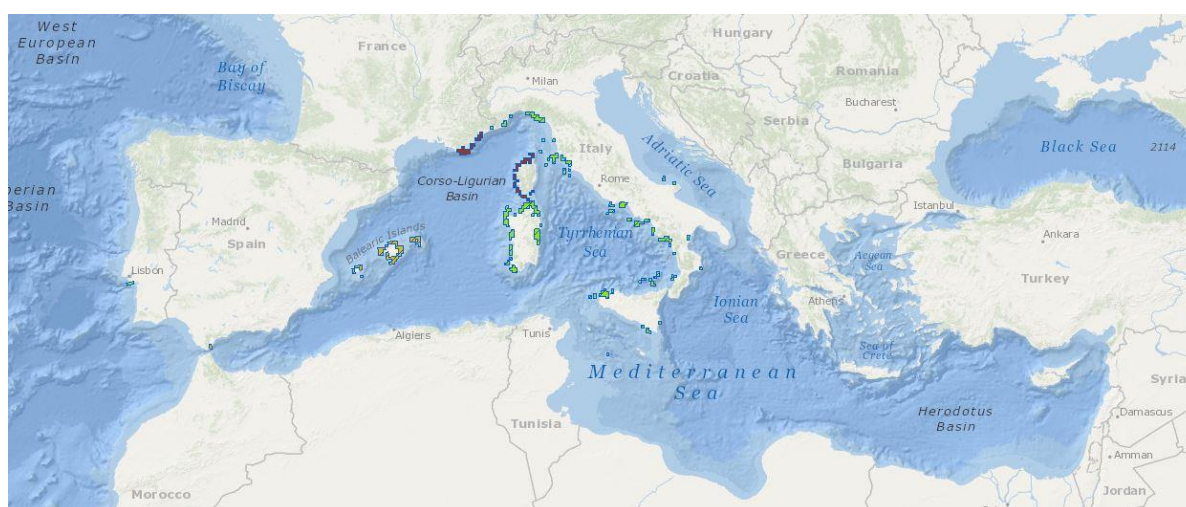 West
European
Basin
Bay of
Biscay
France
Milan
Hungary
Croatia
Romania
Bucharest
Serbia
Italy
Adriatic Sea
Bulgaria
Black Sea
2114
Corso-Ligurian
Basin
Rome
Istanbul
Madrid
Spain
Balearic Islands
Tyrrhenian
Sea
Ankara
Greece
Aegean
Sea
Turkey
Lisbon
Athens
Ionian
Sea
Algiers
Tunis
Sea of
Crete
Mediterranean
Sea
Syria
Herodotus
Basin
Damascus
Tunisia
Amman
Morocco
Jordan
perian
Basin